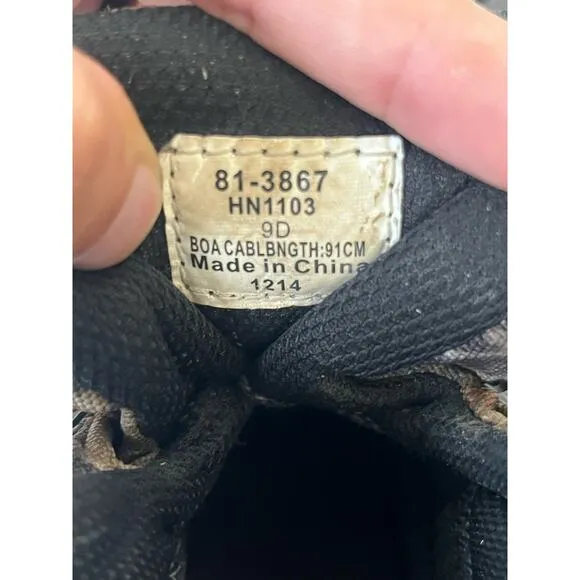 81-3867
HN1103
9D
BOA CABLBNGTH:91CM
Made in China
1214